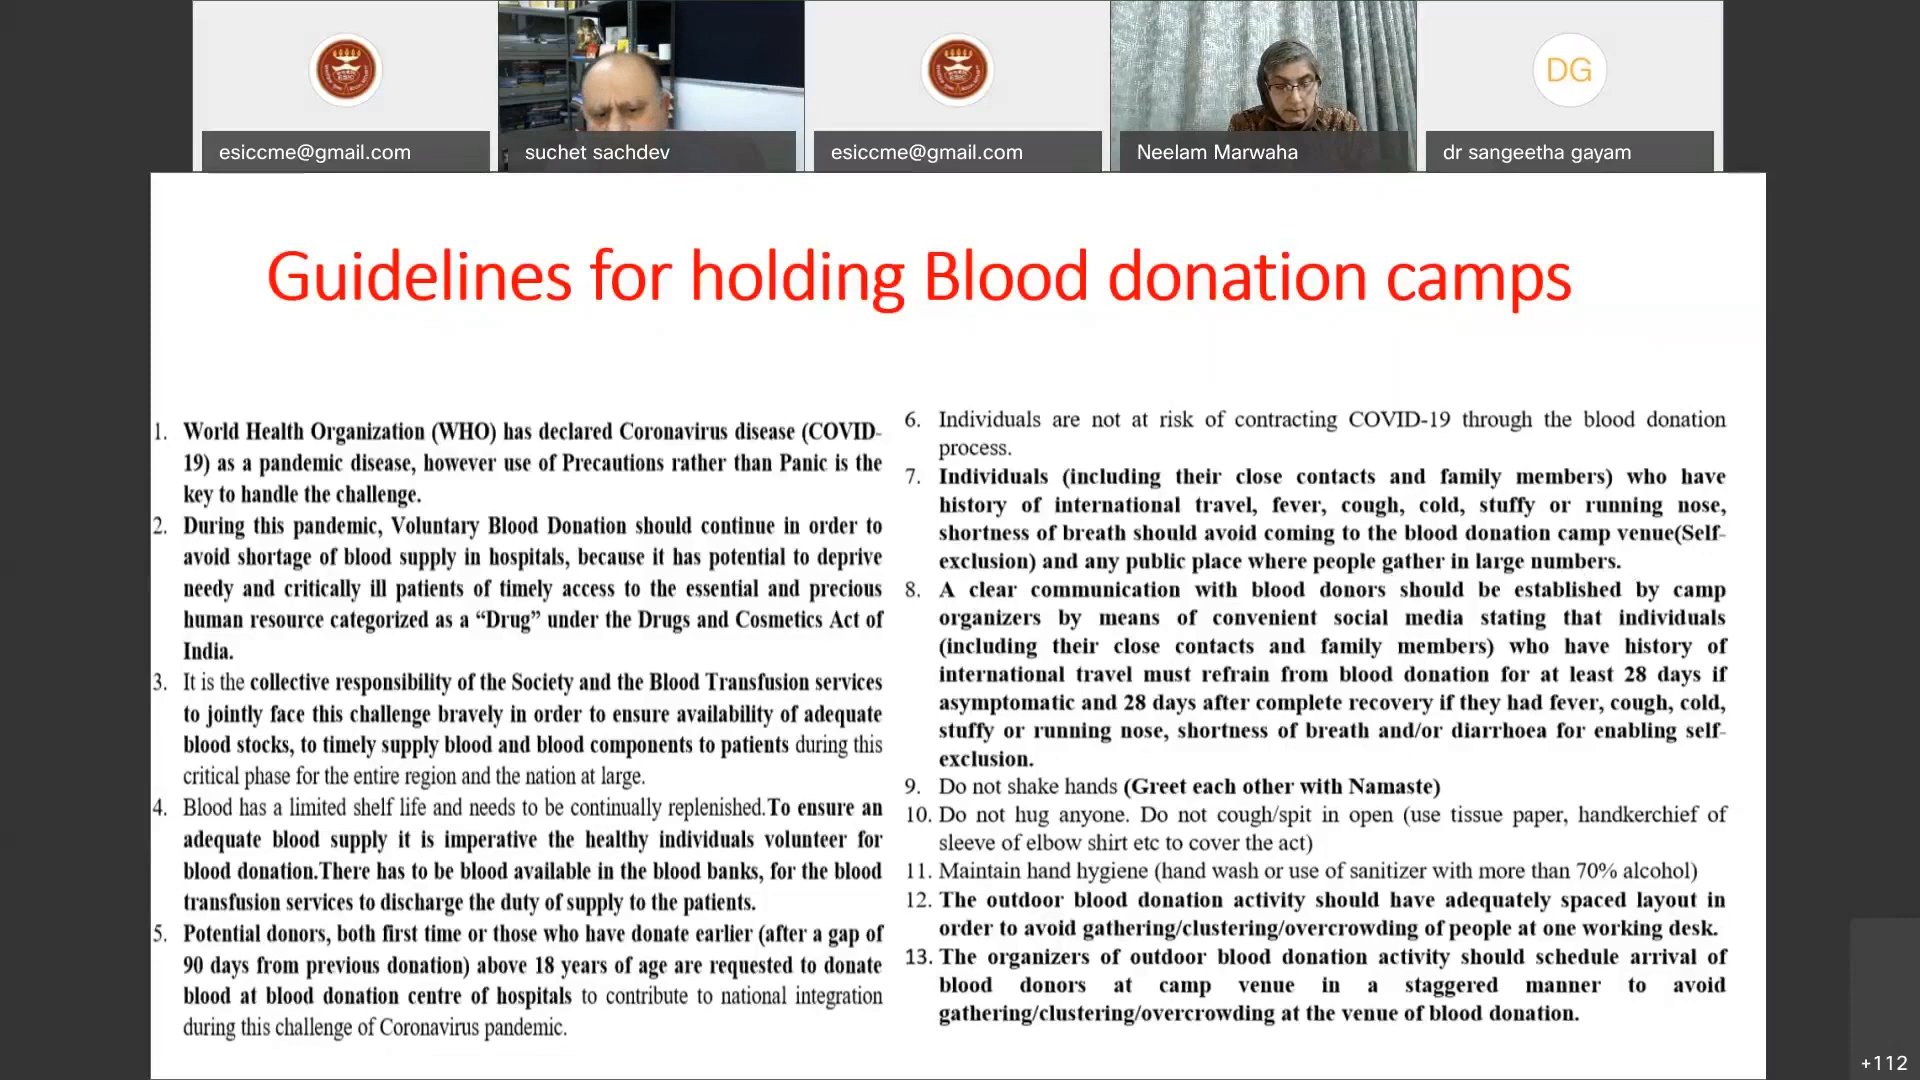 esiccme@gmail.com
suchet sachdev
esiccme@gmail.com
Neelam Marwaha
DG
dr sangeetha gayam
Guidelines for holding Blood donation camps
1. World Health Organization (WHO) has declared Coronavirus disease (COVID-
19) as a pandemic disease, however use of Precautions rather than Panic is the
key to handle the challenge.
2. During this pandemic, Voluntary Blood Donation should continue in order to
avoid shortage of blood supply in hospitals, because it has potential to deprive
needy and critically ill patients of timely access to the essential and precious
human resource categorized as a “Drug” under the Drugs and Cosmetics Act of
India.
3. It is the collective responsibility of the Society and the Blood Transfusion services
to jointly face this challenge bravely in order to ensure availability of adequate
blood stocks, to timely supply blood and blood components to patients during this
critical phase for the entire region and the nation at large.
4. Blood has a limited shelf life and needs to be continually replenished.To ensure an
adequate blood supply it is imperative the healthy individuals volunteer for
blood donation.There has to be blood available in the blood banks, for the blood
transfusion services to discharge the duty of supply to the patients.
5. Potential donors, both first time or those who have donate earlier (after a gap of
90 days from previous donation) above 18 years of age are requested to donate
blood at blood donation centre of hospitals to contribute to national integration
during this challenge of Coronavirus pandemic.
6. Individuals are not at risk of contracting COVID-19 through the blood donation
process.
7. Individuals (including their close contacts and family members) who have
history of international travel, fever, cough, cold, stuffy or running nose,
shortness of breath should avoid coming to the blood donation camp venue(Self-
exclusion) and any public place where people gather in large numbers.
8. A clear communication with blood donors should be established by camp
organizers by means of convenient social media stating that individuals
(including their close contacts and family members) who have history of
international travel must refrain from blood donation for at least 28 days if
asymptomatic and 28 days after complete recovery if they had fever, cough, cold,
stuffy or running nose, shortness of breath and/or diarrhoea for enabling self-
exclusion.
9. Do not shake hands (Greet each other with Namaste)
10. Do not hug anyone. Do not cough/spit in open (use tissue paper, handkerchief of
sleeve of elbow shirt etc to cover the act)
11. Maintain hand hygiene (hand wash or use of sanitizer with more than 70% alcohol)
12. The outdoor blood donation activity should have adequately spaced layout in
order to avoid gathering/clustering/overcrowding of people at one working desk.
13. The organizers of outdoor blood donation activity should schedule arrival of
blood donors at camp venue in a staggered manner to avoid
gathering/clustering/overcrowding at the venue of blood donation.
+112